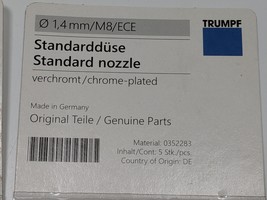 Ø 1,4 mm/M8/ECE
TRUMPF
Standarddüse
Standard nozzle
verchromt/chrome-plated
Made in Germany
Original Teile / Genuine Parts
Material: 0352283
Inhalt/Cont: 5 Stk./pcs.
Country of Origin: DE